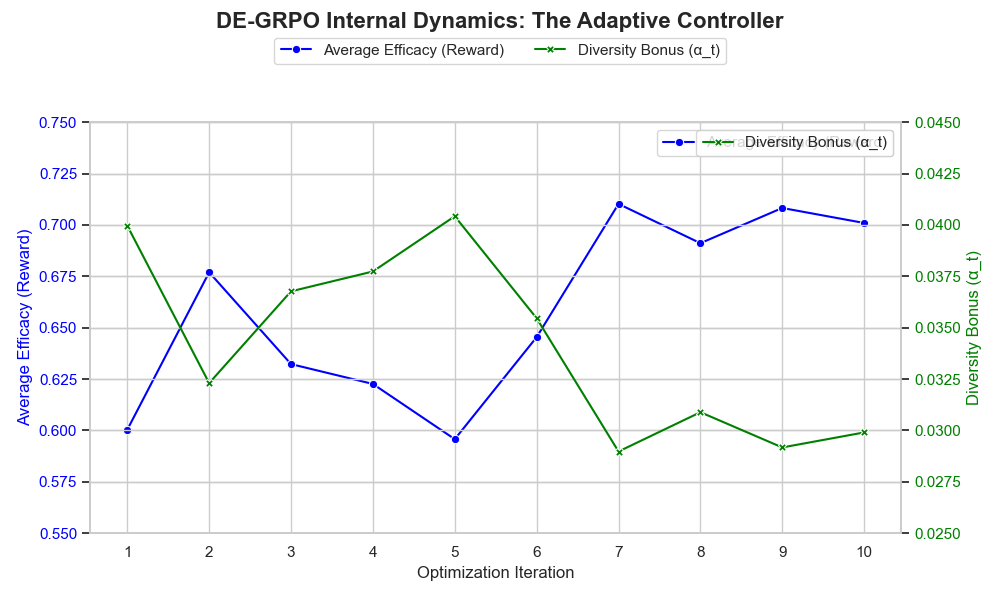 DE-GRPO Internal Dynamics: The Adaptive Controller
Average Efficacy (Reward) Diversity Bonus (α_t)
Diversity Bonus (α_t)
0.750
0.725
0.700
0.675
0.650
0.625
0.600
0.575
0.550
Average Efficacy (Reward)
0.0450
0.0425
0.0400
0.0375
0.0350
0.0325
0.0300
0.0275
0.0250
Diversity Bonus (α_t)
1 2 3 4 5 6 7 8 9 10
Optimization Iteration